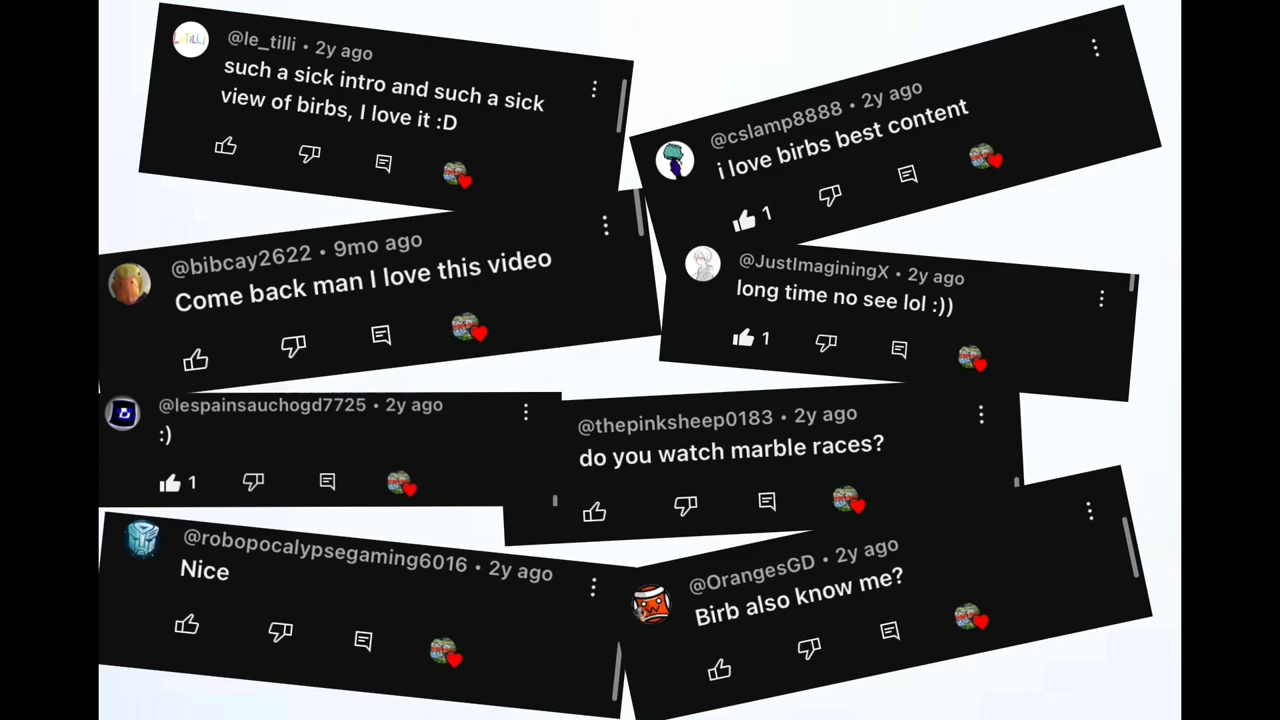 @le_tilli • 2y ago
such a sick intro and such a sick
view of birbs, I love it :D
@cslamp8888 • 2y ago
i love birbs best content
1
@bibcay2622 • 9mo ago
Come back man I love this video
@JustImaginingX • 2y ago
long time no see lol :))
1
@lespainsauchogd7725 • 2y ago
:)
1
@thepinksheep0183 • 2y ago
do you watch marble races?
@robopocalypsegaming6016 • 2y ago
Nice
@OrangesGD • 2y ago
Birb also know me?